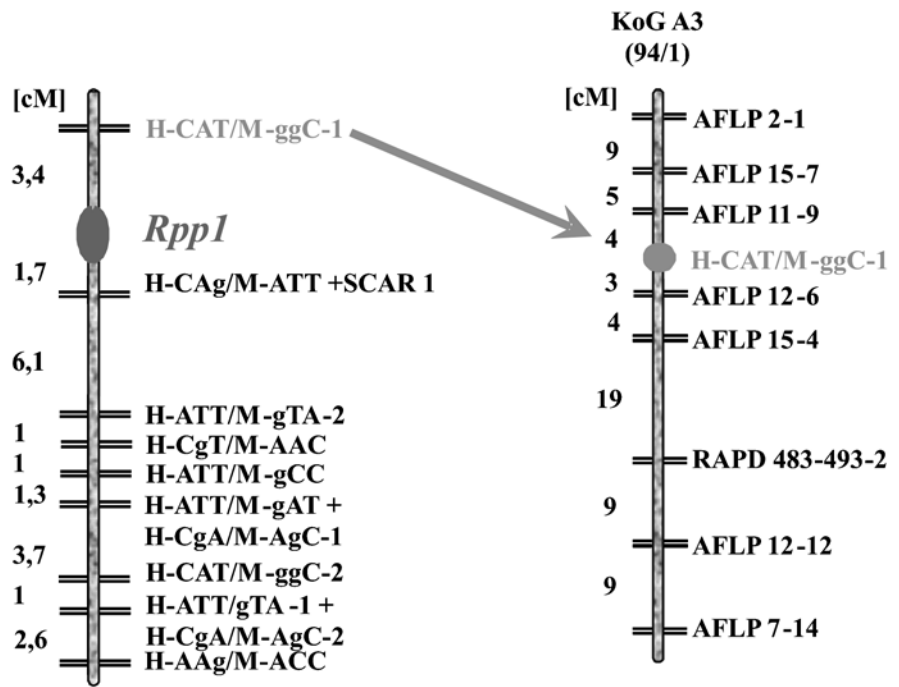 KoG A3
(94/1)
[cM]
H-CAT/M-ggC-1
3,4
Rpp1
1,7
H-CAg/M-ATT +SCAR 1
6,1
H-ATT/M-gTA-2
1
H-CgT/M-AAC
1
H-ATT/M-gCC
1,3
H-ATT/M-gAT +
H-CgA/M-AgC-1
3,7
H-CAT/M-ggC-2
1
H-ATT/gTA-1 +
H-CgA/M-AgC-2
2,6
H-AAg/M-ACC
[cM]
AFLP 2-1
9
AFLP 15-7
5
AFLP 11-9
4
H-CAT/M-ggC-1
3
AFLP 12-6
4
AFLP 15-4
19
RAPD 483-493-2
9
AFLP 12-12
9
AFLP 7-14